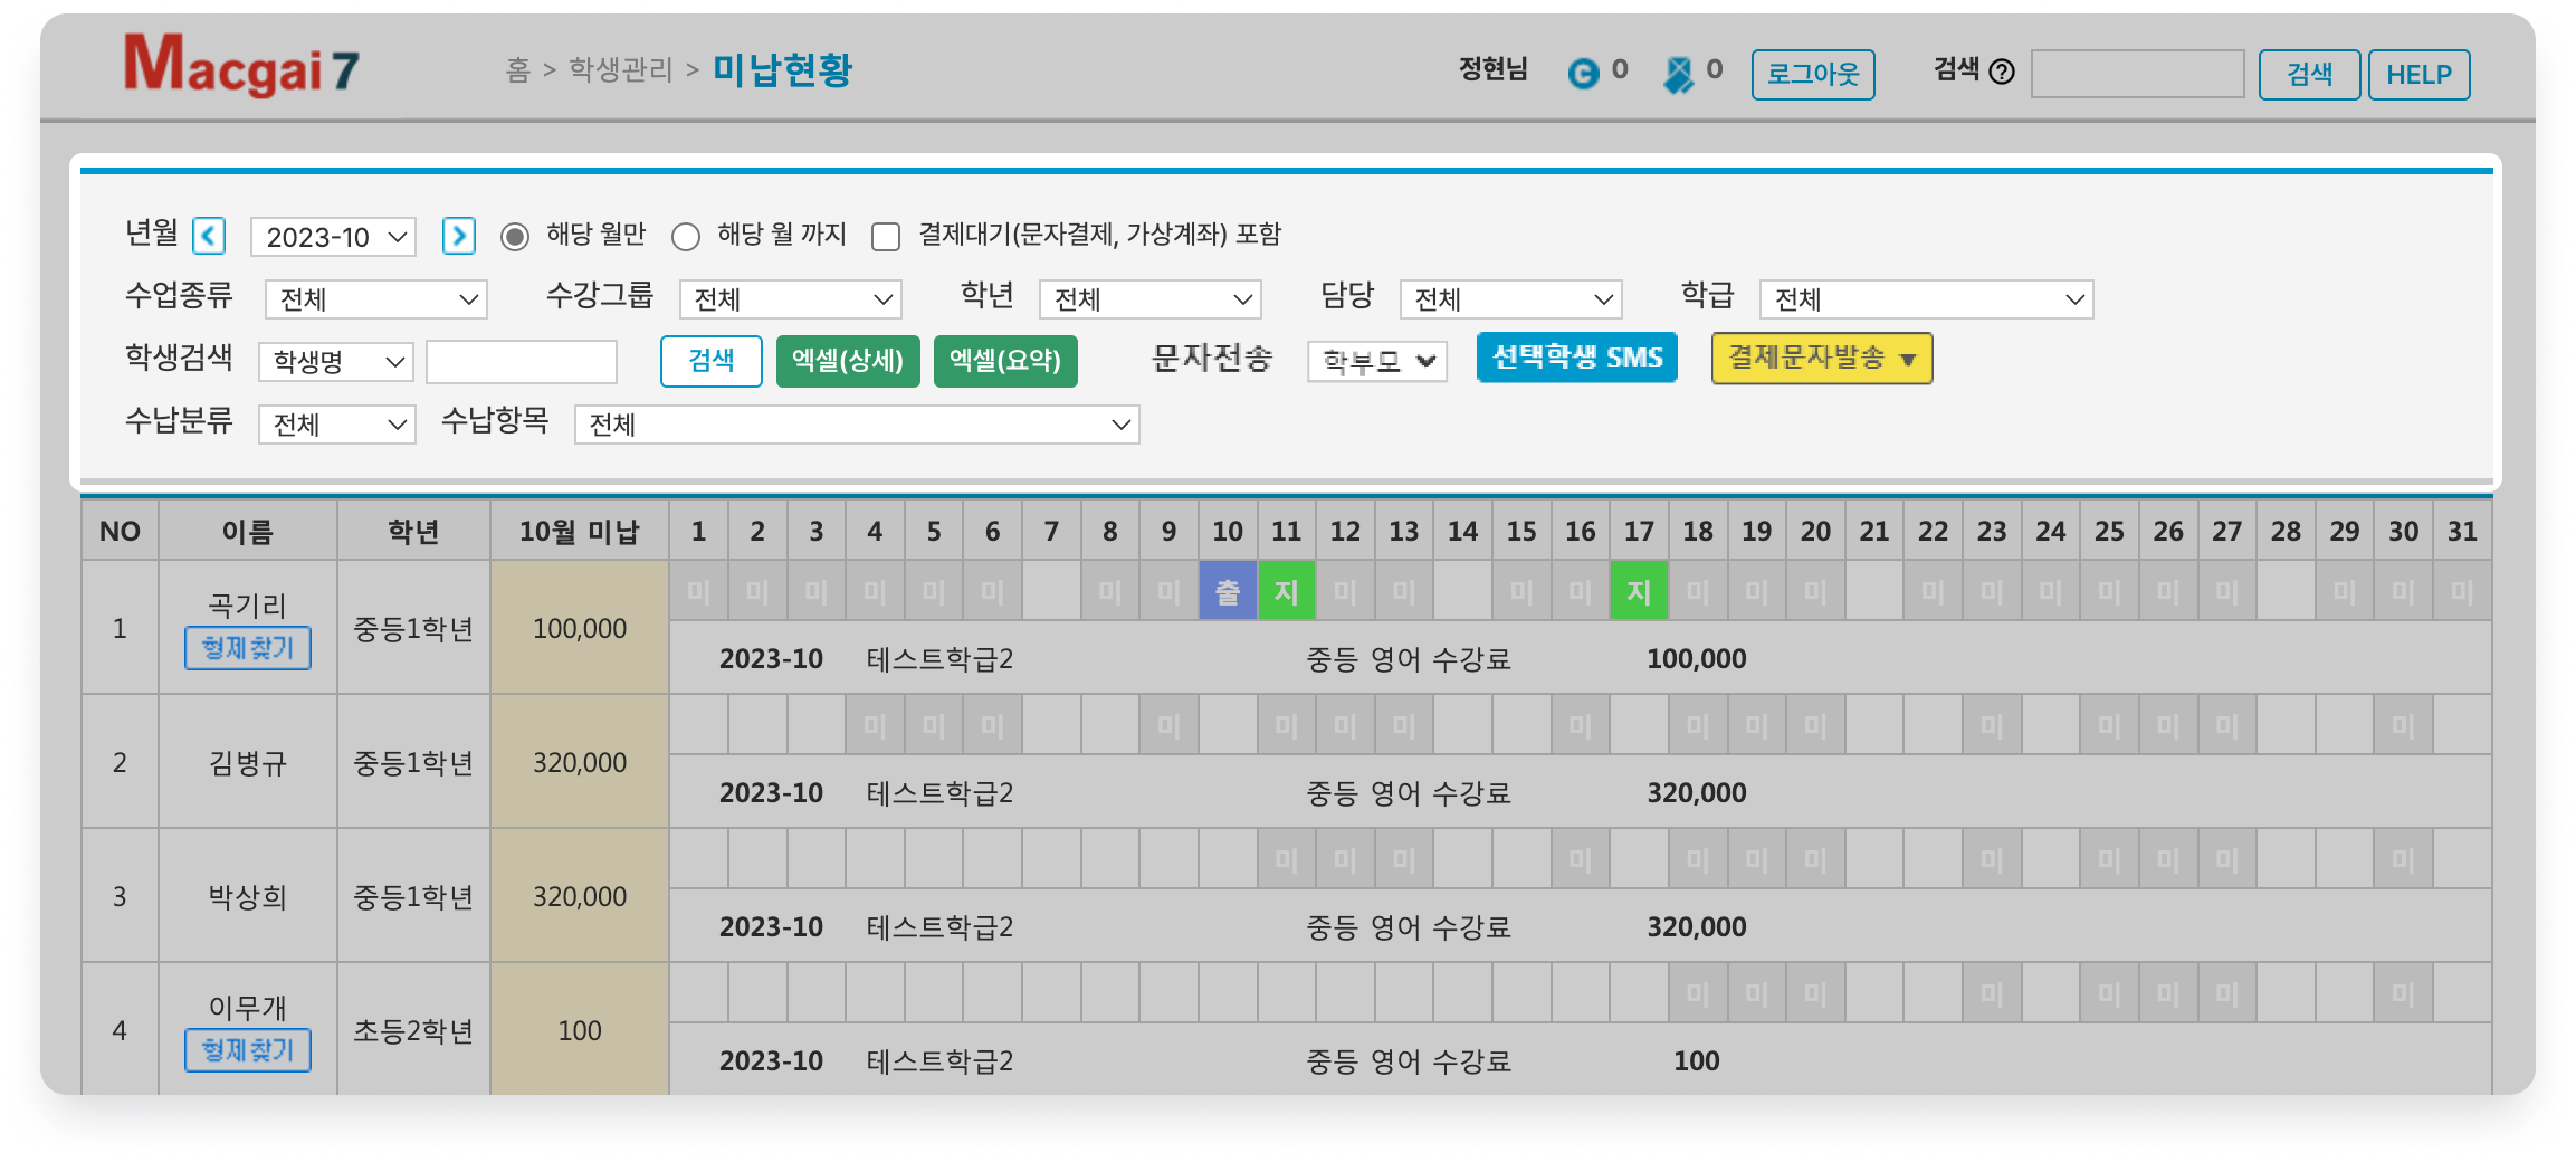 Macgai 7 홈 > 학생관리 > 미납현황 정현님 C 0 0 로그아웃 검색 ? 검색 HELP
년월 < 2023-10 > 해당 월만 해당 월 까지 결제대기(문자결제, 가상계좌) 포함
수업종류 전체 수강그룹 전체 학년 전체 담당 전체 학급 전체
학생검색 학생명 검색 엑셀(상세) 엑셀(요약) 문자전송 학부모 선택학생 SMS 결제문자발송 ▼
수납분류 전체 수납항목 전체
NO 이름 학년 10월 미납 1 2 3 4 5 6 7 8 9 10 11 12 13 14 15 16 17 18 19 20 21 22 23 24 25 26 27 28 29 30 31
1 곡기리 형제찾기 중등1학년 100,000 미 미 미 미 미 미 미 미 출 지 미 미 미 미 지 미 미 미 미 미 미 미 미 미 미 미 미
2023-10 테스트학급2 중등 영어 수강료 100,000
2 김병규 중등1학년 320,000 미 미 미 미 미 미 미 미 미 미 미 미 미 미 미 미
2023-10 테스트학급2 중등 영어 수강료 320,000
3 박상희 중등1학년 320,000 미 미 미 미 미 미 미 미 미 미 미 미
2023-10 테스트학급2 중등 영어 수강료 320,000
4 이무개 형제찾기 초등2학년 100 미 미 미 미 미 미 미 미
2023-10 테스트학급2 중등 영어 수강료 100